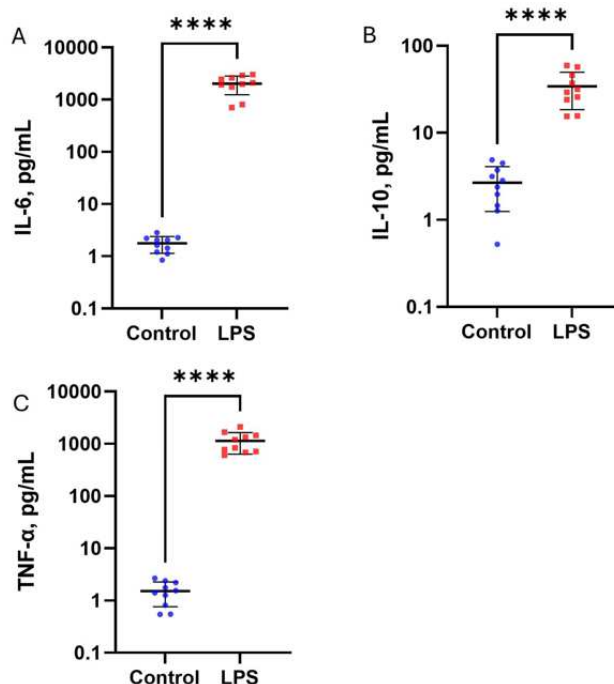 A
****
IL-6, pg/mL
10000
1000
100
10
1
0.1
Control LPS
B
****
IL-10, pg/mL
100
10
1
0.1
Control LPS
C
****
TNF-α, pg/mL
10000
1000
100
10
1
0.1
Control LPS